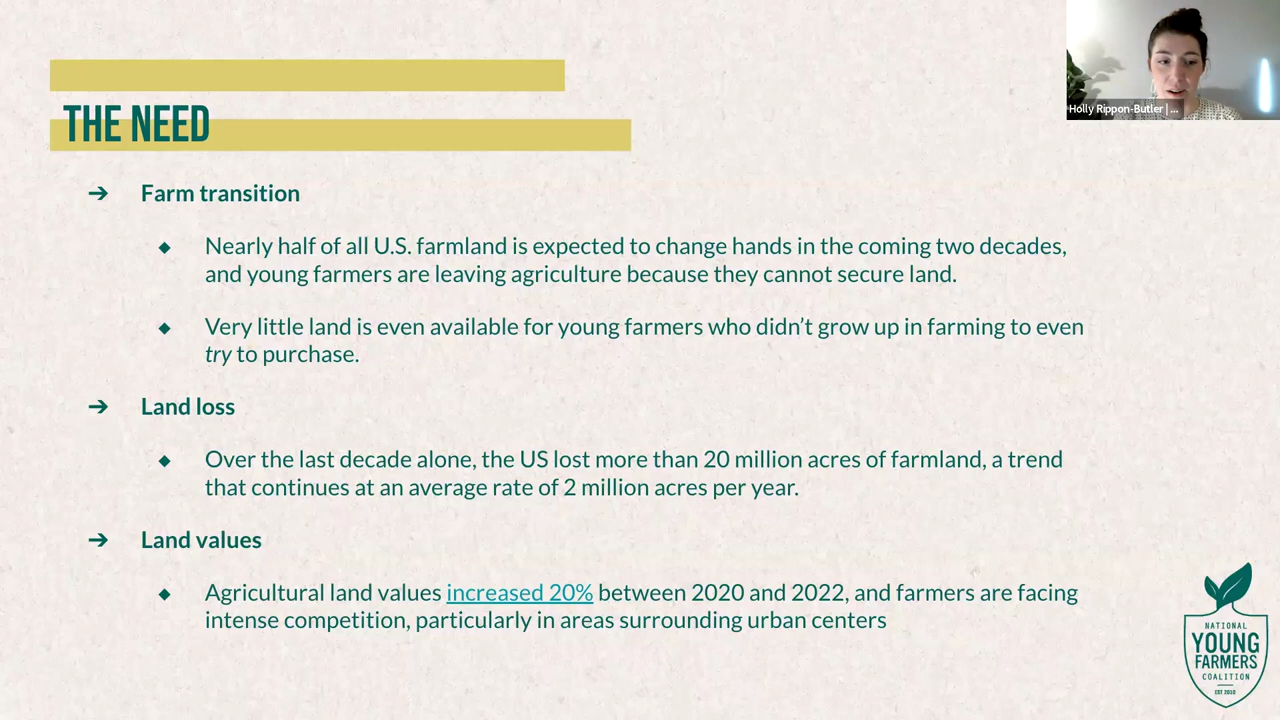 Holly Rippon-Butler | ...
THE NEED
➔ Farm transition
◆ Nearly half of all U.S. farmland is expected to change hands in the coming two decades,
and young farmers are leaving agriculture because they cannot secure land.
◆ Very little land is even available for young farmers who didn’t grow up in farming to even
try to purchase.
➔ Land loss
◆ Over the last decade alone, the US lost more than 20 million acres of farmland, a trend
that continues at an average rate of 2 million acres per year.
➔ Land values
◆ Agricultural land values increased 20% between 2020 and 2022, and farmers are facing
intense competition, particularly in areas surrounding urban centers
NATIONAL
YOUNG
FARMERS
COALITION
EST 2010